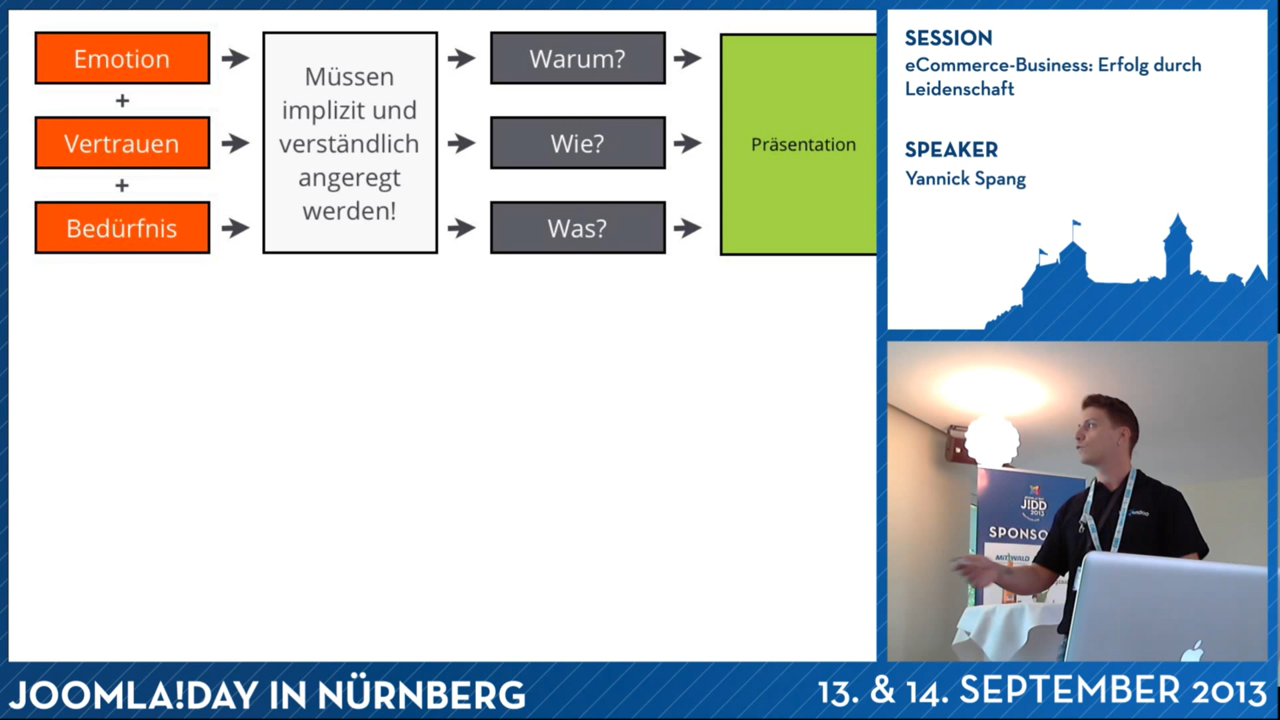 Emotion
+
Vertrauen
+
Bedürfnis
Müssen
implizit und
verständlich
angeregt
werden!
Warum?
Wie?
Was?
Präsentation
SESSION
eCommerce-Business: Erfolg durch
Leidenschaft
SPEAKER
Yannick Spang
J!DD
2013
SPONSO
MITTWALD
JOOMLA!DAY IN NÜRNBERG
13. & 14. SEPTEMBER 2013